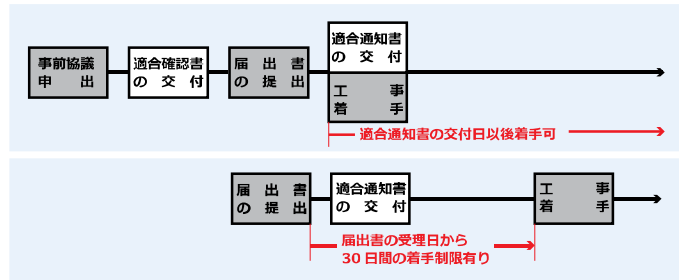 事前協議
申出
適合確認書
の交付
届出書
の提出
適合通知書
の交付
工事
着手
適合通知書の交付日以後着手可
届出書
の提出
適合通知書
の交付
工事
着手
届出書の受理日から
30日間の着手制限有り